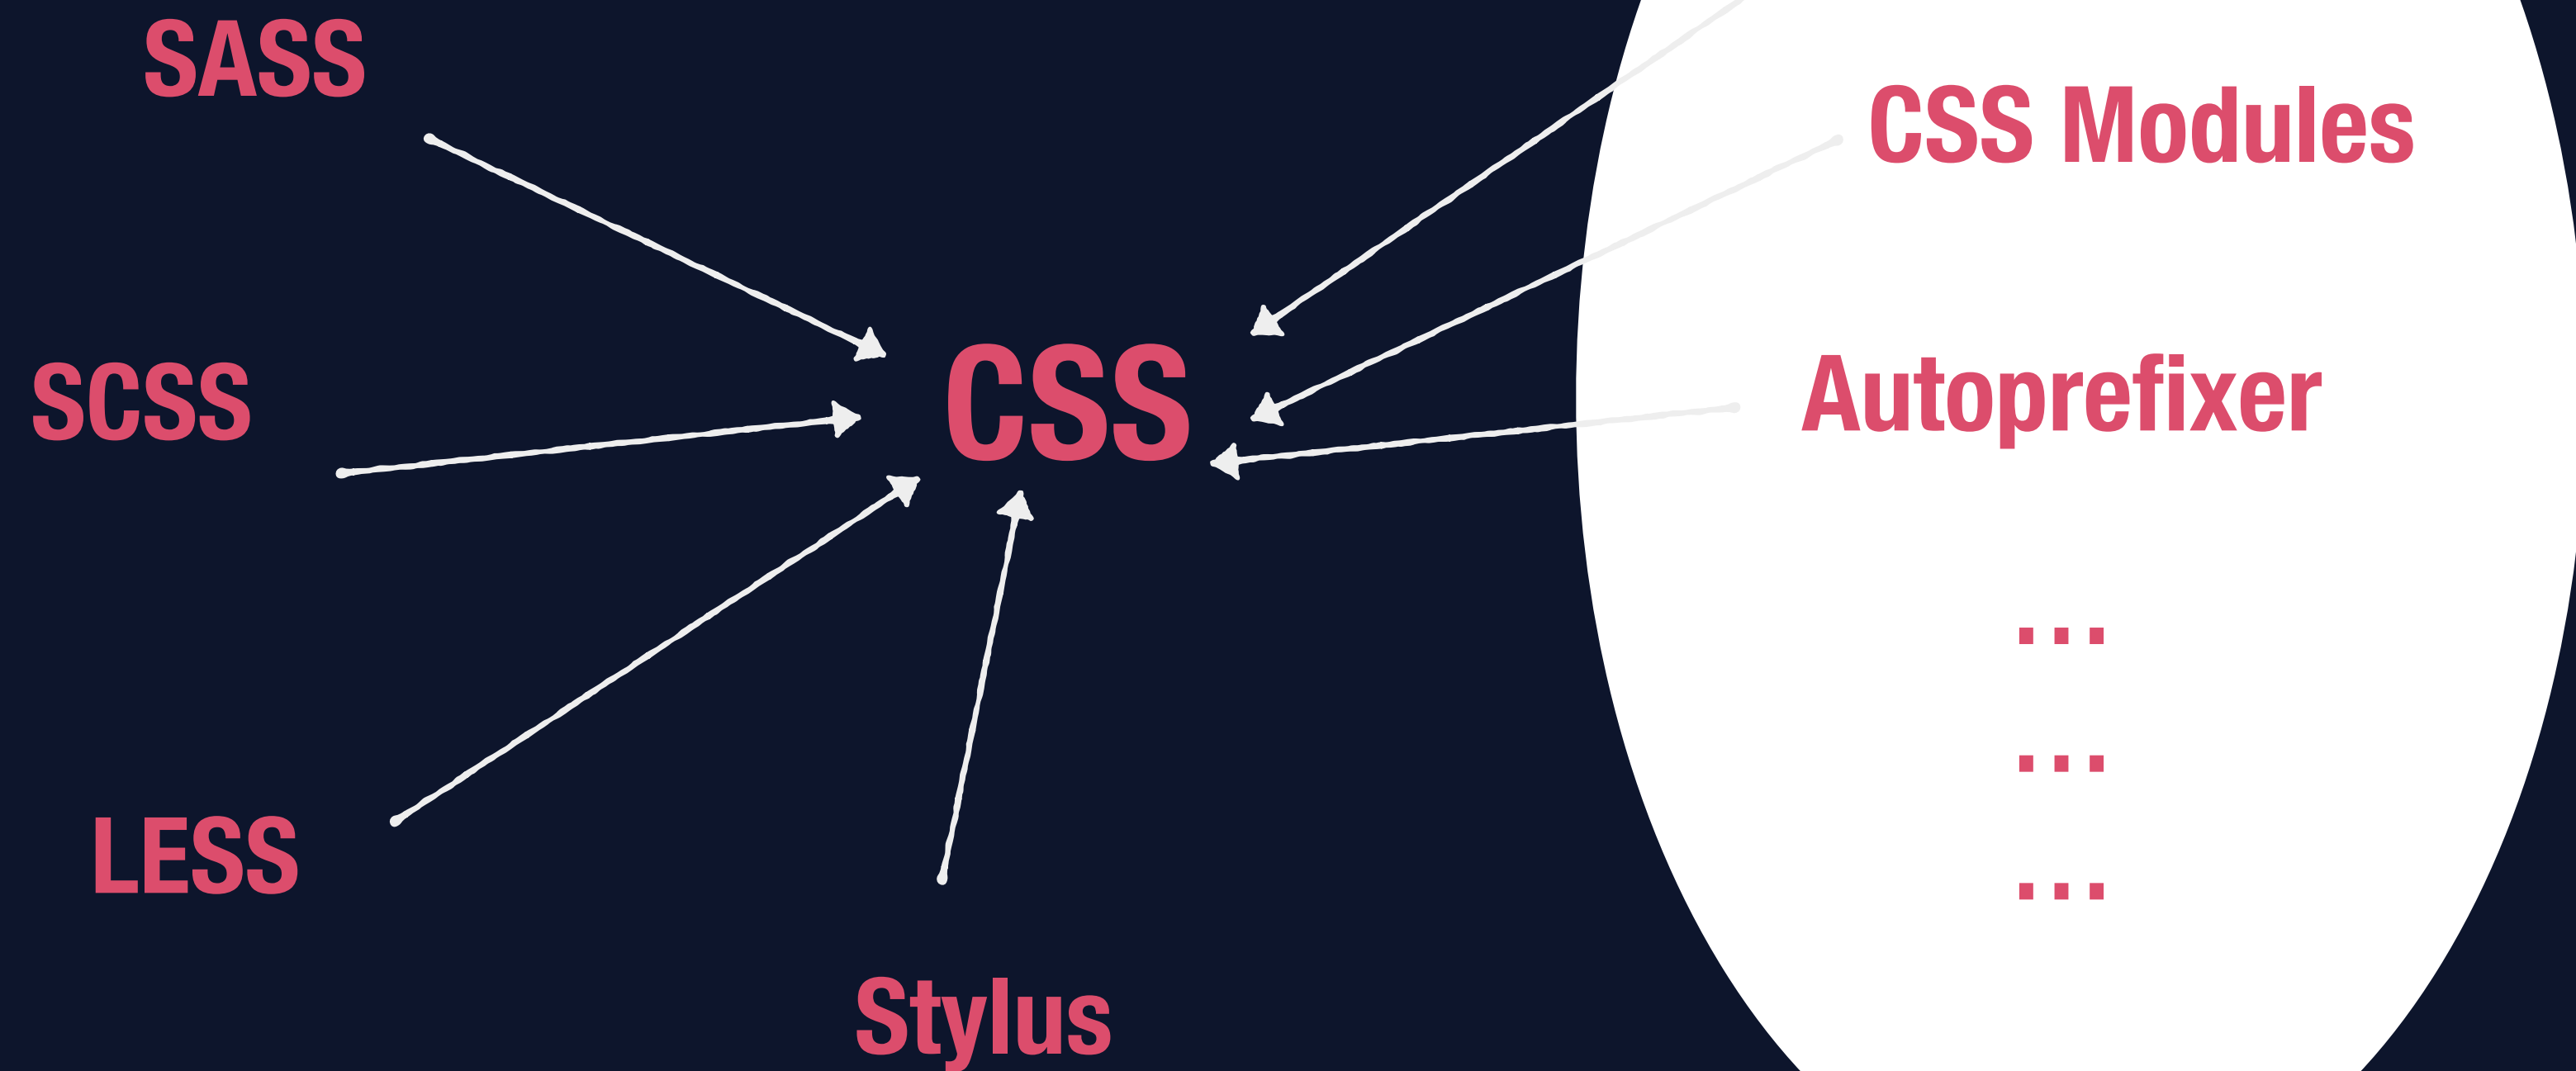 SASS
CSS Modules
SCSS
CSS
Autoprefixer
...
...
LESS
...
Stylus